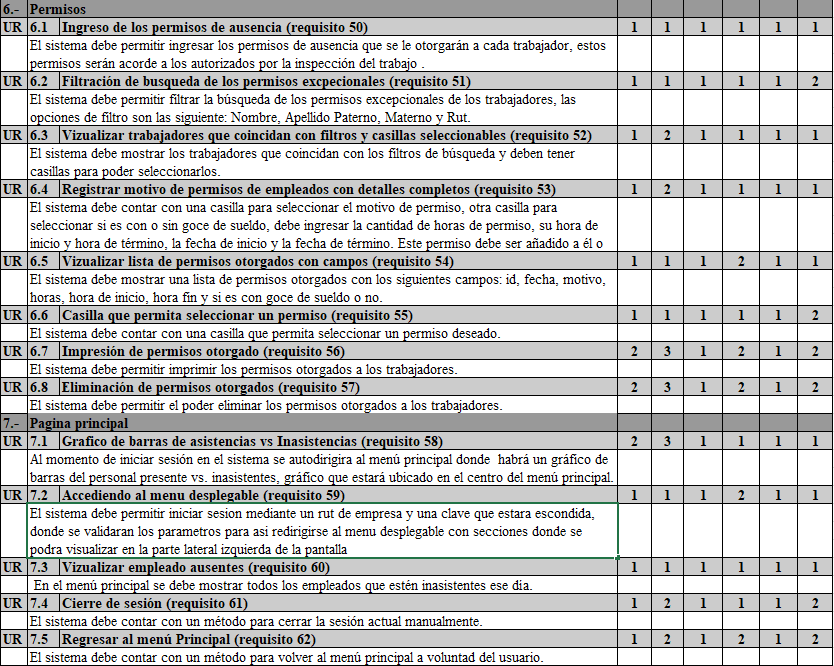 6.- Permisos
UR 6.1 Ingreso de los permisos de ausencia (requisito 50) 1 1 1 1 1 1
El sistema debe permitir ingresar los permisos de ausencia que se le otorgarán a cada trabajador, estos
permisos serán acorde a los autorizados por la inspección del trabajo .
UR 6.2 Filtración de busqueda de los permisos expecionales (requisito 51) 1 1 1 1 1 2
El sistema debe permitir filtrar la búsqueda de los permisos excepcionales de los trabajadores, las
opciones de filtro son las siguiente: Nombre, Apellido Paterno, Materno y Rut.
UR 6.3 Vizualizar trabajadores que coincidan con filtros y casillas seleccionables (requisito 52) 1 2 1 1 1 1
El sistema debe mostrar los trabajadores que coincidan con los filtros de búsqueda y deben tener
casillas para poder seleccionarlos.
UR 6.4 Registrar motivo de permisos de empleados con detalles completos (requisito 53) 1 2 1 1 1 1
El sistema debe contar con una casilla para seleccionar el motivo de permiso, otra casilla para
seleccionar si es con o sin goce de sueldo, debe ingresar la cantidad de horas de permiso, su hora de
inicio y hora de término, la fecha de inicio y la fecha de término. Este permiso debe ser añadido a él o
UR 6.5 Vizualizar lista de permisos otorgados con campos (requisito 54) 1 1 1 2 1 1
El sistema debe mostrar una lista de permisos otorgados con los siguientes campos: id, fecha, motivo,
horas, hora de inicio, hora fin y si es con goce de sueldo o no.
UR 6.6 Casilla que permita seleccionar un permiso (requisito 55) 1 1 1 1 1 2
El sistema debe contar con una casilla que permita seleccionar un permiso deseado.
UR 6.7 Impresión de permisos otorgado (requisito 56) 2 3 1 2 1 2
El sistema debe permitir imprimir los permisos otorgados a los trabajadores.
UR 6.8 Eliminación de permisos otorgados (requisito 57) 2 3 1 2 1 2
El sistema debe permitir el poder eliminar los permisos otorgados a los trabajadores.
7.- Pagina principal
UR 7.1 Grafico de barras de asistencias vs Inasistencias (requisito 58) 2 3 1 1 1 1
Al momento de iniciar sesión en el sistema se autodirigira al menú principal donde habrá un gráfico de
barras del personal presente vs. inasistentes, gráfico que estará ubicado en el centro del menú principal.
UR 7.2 Accediendo al menu desplegable (requisito 59) 1 1 1 2 1 1
El sistema debe permitir iniciar sesion mediante un rut de empresa y una clave que estara escondida,
donde se validaran los parametros para asi redirigirse al menu desplegable con secciones donde se
podra visualizar en la parte lateral izquierda de la pantalla
UR 7.3 Vizualizar empleado ausentes (requisito 60) 1 1 1 1 1 1
En el menú principal se debe mostrar todos los empleados que estén inasistentes ese día.
UR 7.4 Cierre de sesión (requisito 61) 1 2 1 1 1 2
El sistema debe contar con un método para cerrar la sesión actual manualmente.
UR 7.5 Regresar al menú Principal (requisito 62) 1 2 1 2 1 2
El sistema debe contar con un método para volver al menú principal a voluntad del usuario.